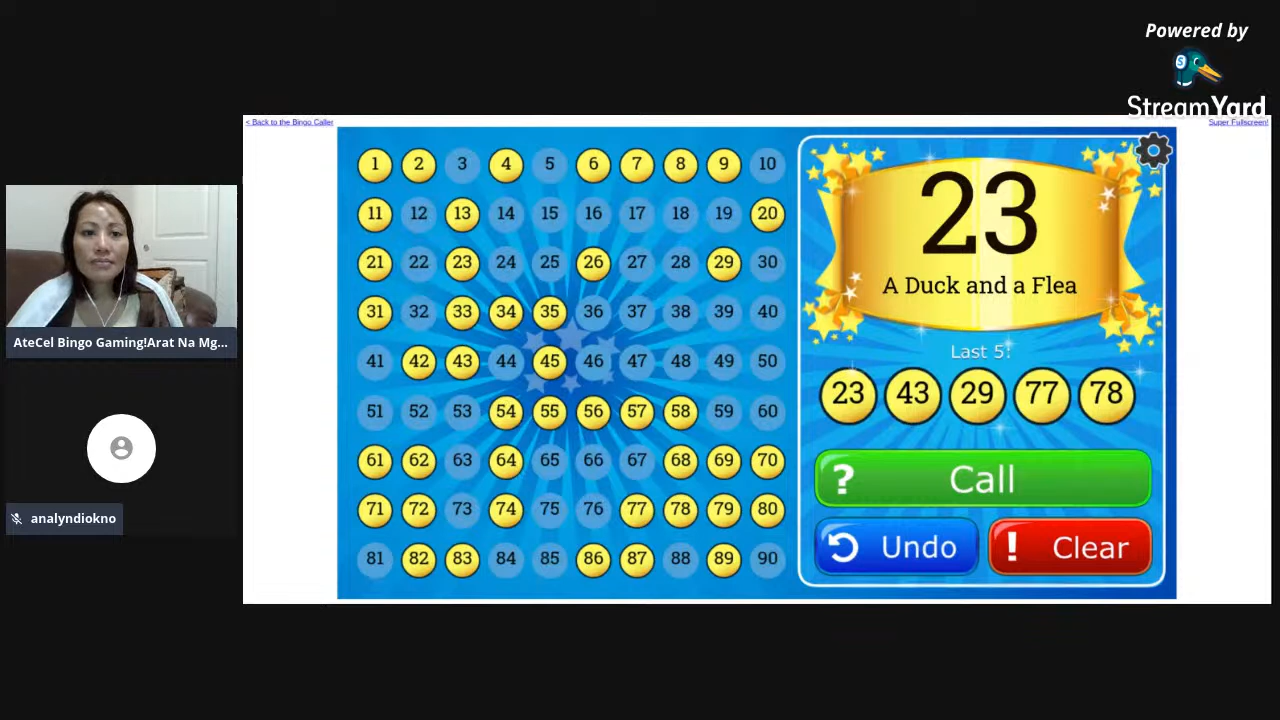 Powered by
StreamYard
< Back to the Bingo Caller
Super Fullscreen!
1 2 3 4 5 6 7 8 9 10
11 12 13 14 15 16 17 18 19 20
21 22 23 24 25 26 27 28 29 30
31 32 33 34 35 36 37 38 39 40
41 42 43 44 45 46 47 48 49 50
51 52 53 54 55 56 57 58 59 60
61 62 63 64 65 66 67 68 69 70
71 72 73 74 75 76 77 78 79 80
81 82 83 84 85 86 87 88 89 90
23
A Duck and a Flea
Last 5:
23 43 29 77 78
? Call
Undo
! Clear
AteCel Bingo Gaming!Arat Na Mg...
analyndiokno